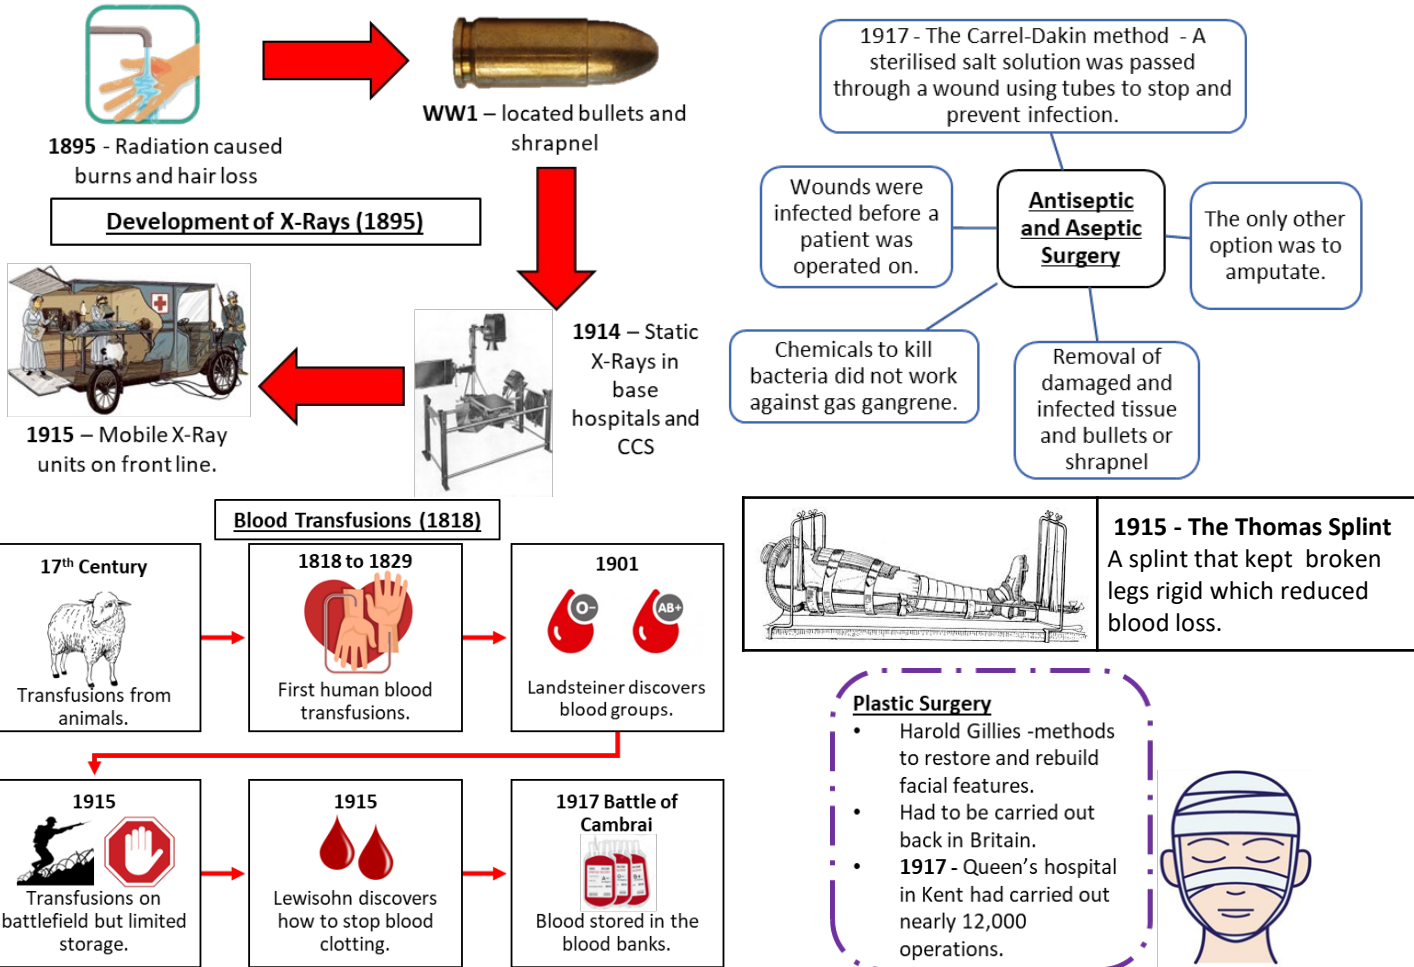 1895 - Radiation caused
burns and hair loss
WW1 – located bullets and
shrapnel
Development of X-Rays (1895)
1914 – Static
X-Rays in
base
hospitals and
CCS
1915 – Mobile X-Ray
units on front line.
1917 - The Carrel-Dakin method - A
sterilised salt solution was passed
through a wound using tubes to stop and
prevent infection.
Wounds were
infected before a
patient was
operated on.
Antiseptic
and Aseptic
Surgery
The only other
option was to
amputate.
Chemicals to kill
bacteria did not work
against gas gangrene.
Removal of
damaged and
infected tissue
and bullets or
shrapnel
Blood Transfusions (1818)
17th Century
Transfusions from
animals.
1818 to 1829
First human blood
transfusions.
1901
O−
AB+
Landsteiner discovers
blood groups.
1915
Transfusions on
battlefield but limited
storage.
1915
Lewisohn discovers
how to stop blood
clotting.
1917 Battle of
Cambrai
Blood stored in the
blood banks.
1915 - The Thomas Splint
A splint that kept broken
legs rigid which reduced
blood loss.
Plastic Surgery
• Harold Gillies -methods
to restore and rebuild
facial features.
• Had to be carried out
back in Britain.
• 1917 - Queen's hospital
in Kent had carried out
nearly 12,000
operations.